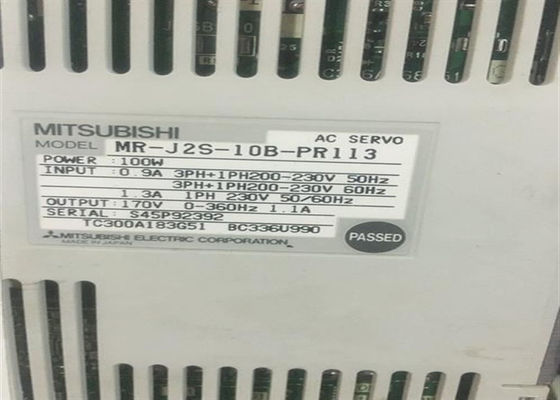 MITSUBISHI
AC SERVO
MODEL MR-J2S-10B-PR113
POWER : 100W
INPUT : 0.9A 3PH+1PH200-230V 50Hz
3PH+1PH200-230V 60Hz
1.3A 1PH 230V 50/60Hz
OUTPUT: 170V 0-360Hz 1.1A
SERIAL: S45P92392
TC300A183G51 BC336U990
MITSUBISHI ELECTRIC CORPORATION
MADE IN JAPAN
PASSED